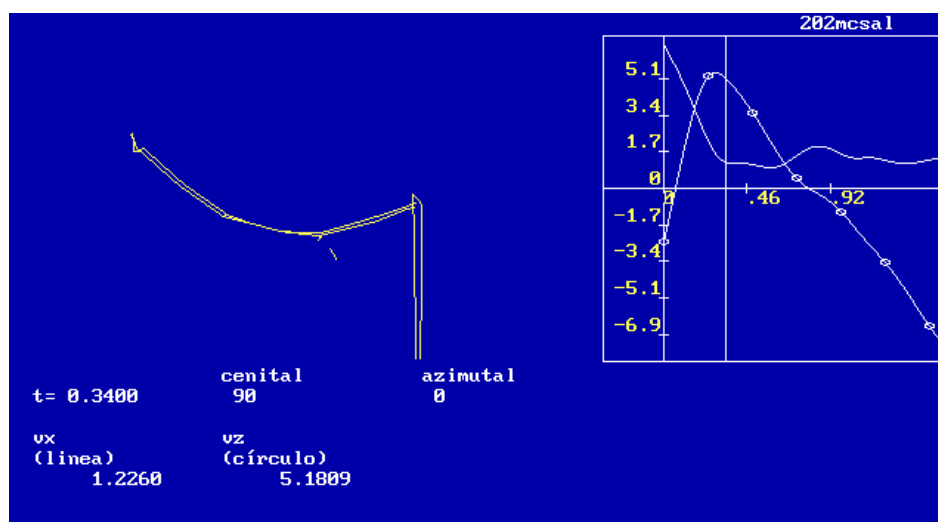 202mcsal
5.1
3.4
1.7
0
0 .46 .92
-1.7
-3.4
-5.1
-6.9
cenital azimutal
t= 0.3400 90 0
vx vz
(linea) (círculo)
1.2260 5.1809